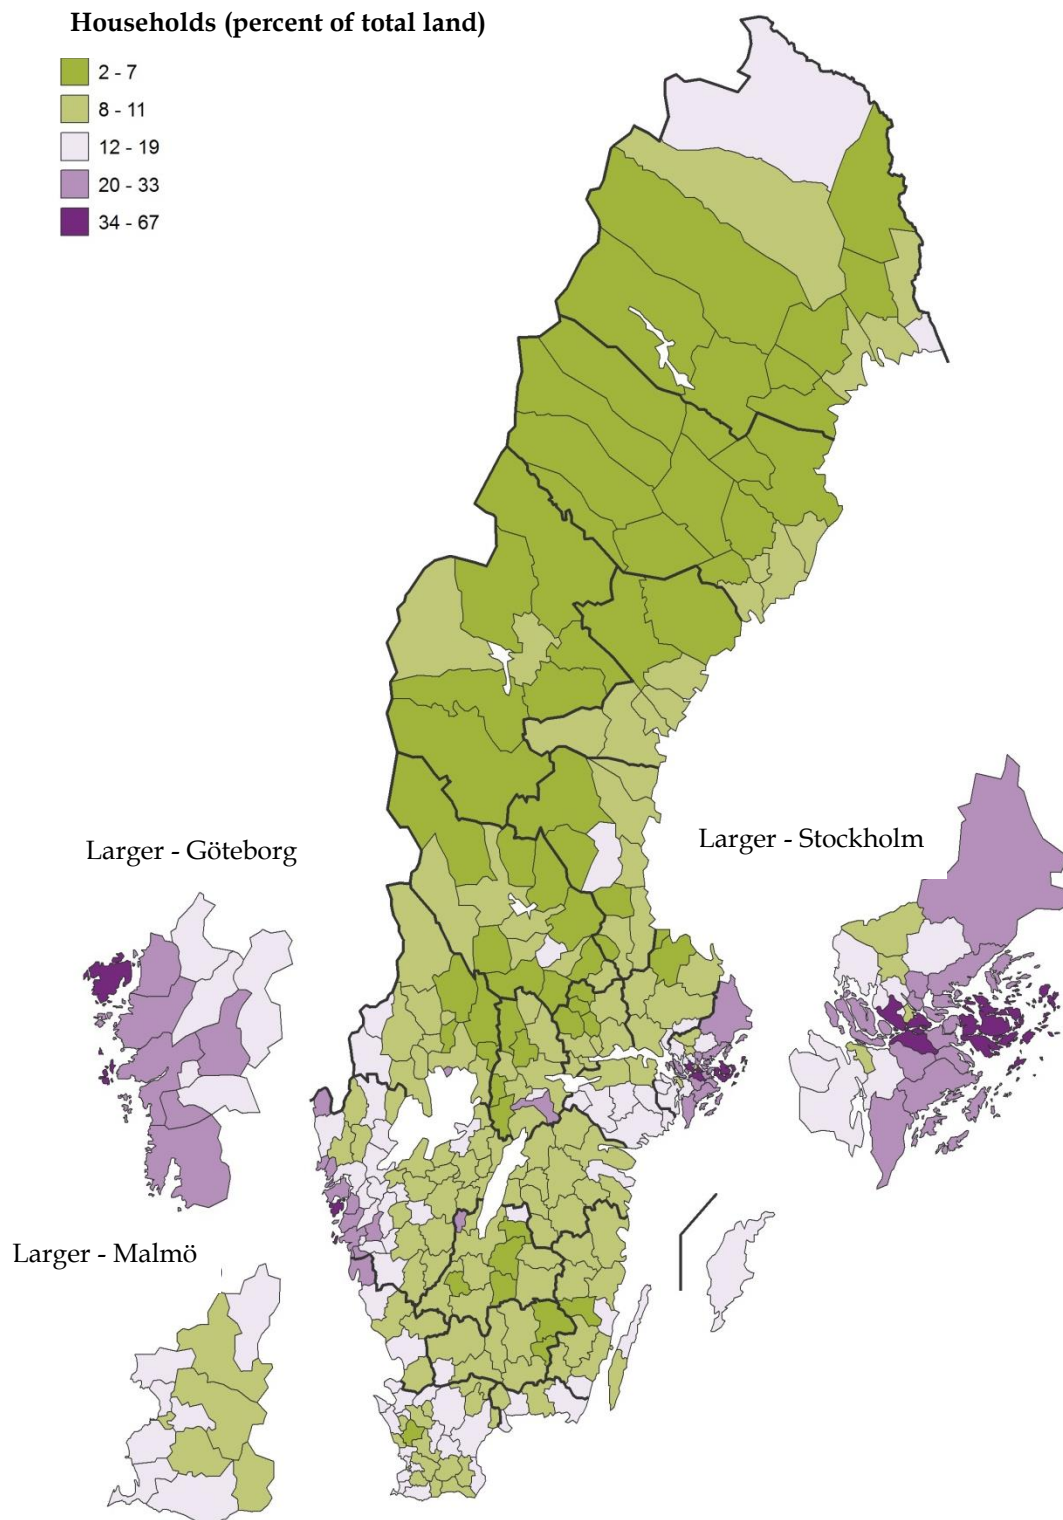 Households (percent of total land)
2 - 7
8 - 11
12 - 19
20 - 33
34 - 67
Larger - Göteborg
Larger - Stockholm
Larger - Malmö